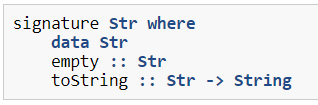 signature Str where
    data Str
    empty :: Str
    toString :: Str -> String